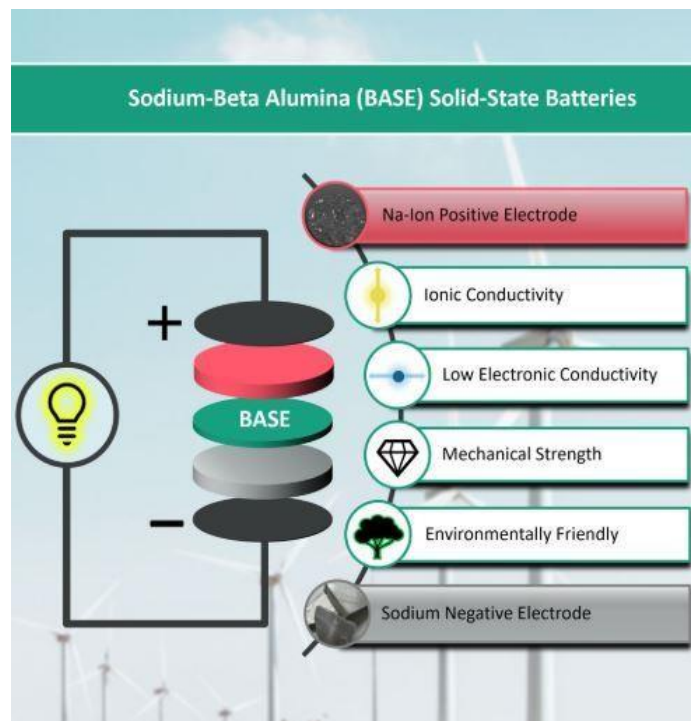 Sodium-Beta Alumina (BASE) Solid-State Batteries
Na-Ion Positive Electrode
Ionic Conductivity
+
Low Electronic Conductivity
BASE
Mechanical Strength
–
Environmentally Friendly
Sodium Negative Electrode